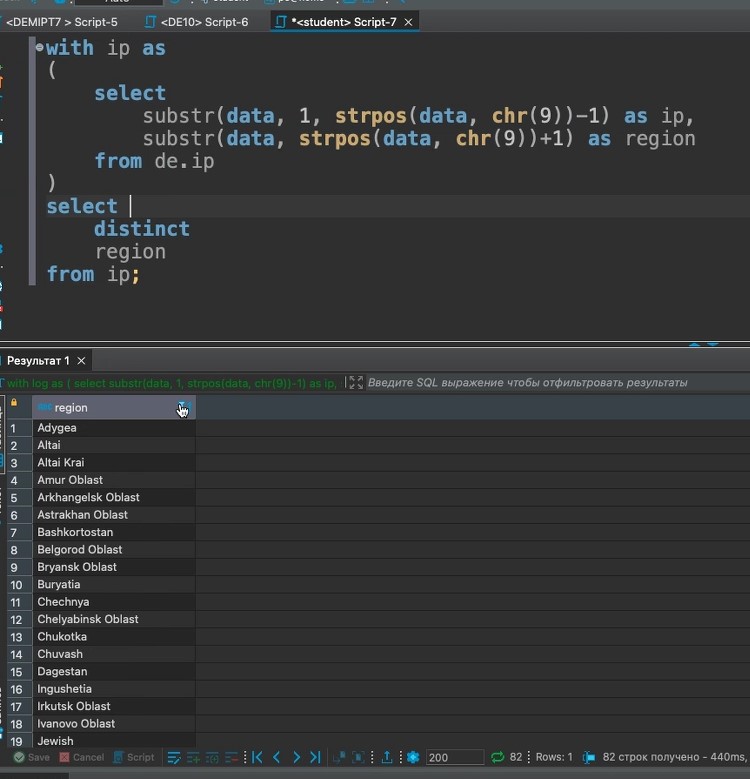 <DEMIPT7> Script-5
<DE10> Script-6
*<student> Script-7
with ip as
(
select
substr(data, 1, strpos(data, chr(9))-1) as ip,
substr(data, strpos(data, chr(9))+1) as region
from de.ip
)
select
distinct
region
from ip;
Результат 1
with log as ( select substr(data, 1, strpos(data, chr(9))-1) as ip,
Введите SQL выражение чтобы отфильтровать результаты
region
1 Adygea
2 Altai
3 Altai Krai
4 Amur Oblast
5 Arkhangelsk Oblast
6 Astrakhan Oblast
7 Bashkortostan
8 Belgorod Oblast
9 Bryansk Oblast
10 Buryatia
11 Chechnya
12 Chelyabinsk Oblast
13 Chukotka
14 Chuvash
15 Dagestan
16 Ingushetia
17 Irkutsk Oblast
18 Ivanovo Oblast
19 Jewish
Save Cancel Script 200 82 Rows: 1 82 строк получено - 440ms,